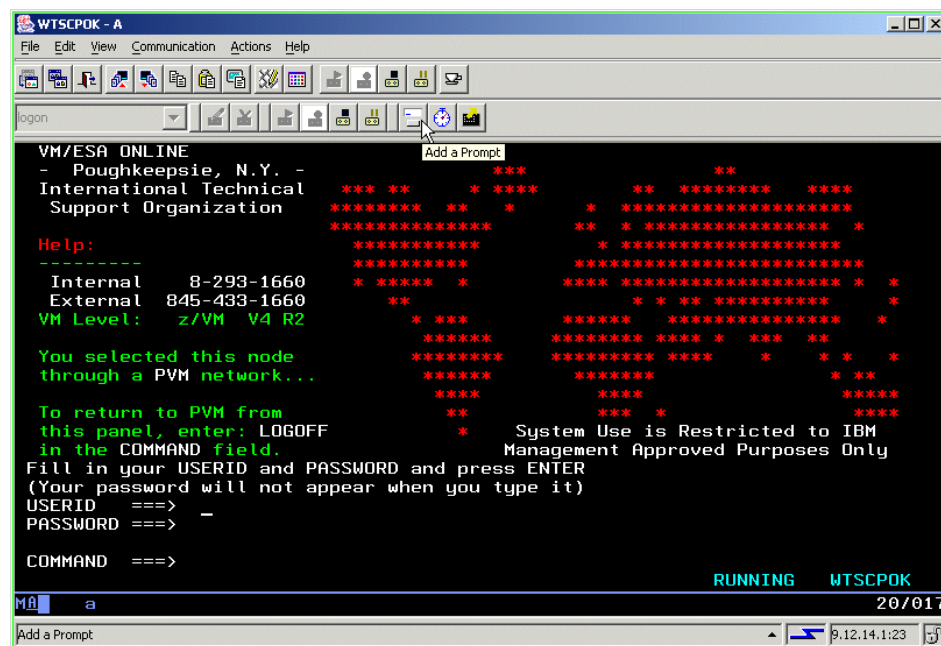 WTSCPOK - A
File Edit View Communication Actions Help
logon
Add a Prompt
VM/ESA ONLINE
- Poughkeepsie, N.Y. -
International Technical
Support Organization
Help:
---------
Internal 8-293-1660
External 845-433-1660
VM Level: z/VM V4 R2
You selected this node
through a PVM network...
To return to PVM from
this panel, enter: LOGOFF
in the COMMAND field.
System Use is Restricted to IBM
Management Approved Purposes Only
Fill in your USERID and PASSWORD and press ENTER
(Your password will not appear when you type it)
USERID ===> _
PASSWORD ===>
COMMAND ===>
RUNNING WTSCPOK
MA a 20/017
Add a Prompt 9.12.14.1:23